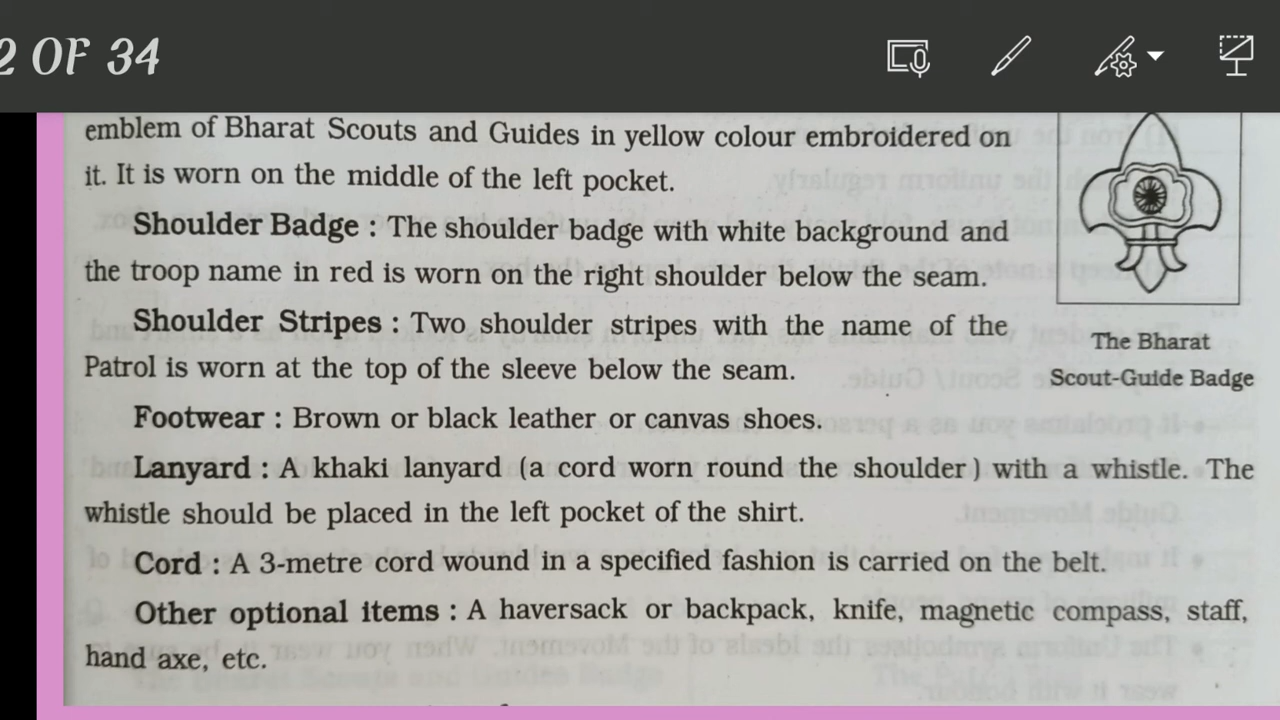 2 OF 34
emblem of Bharat Scouts and Guides in yellow colour embroidered on
it. It is worn on the middle of the left pocket.
Shoulder Badge : The shoulder badge with white background and
the troop name in red is worn on the right shoulder below the seam.
Shoulder Stripes : Two shoulder stripes with the name of the
Patrol is worn at the top of the sleeve below the seam.
The Bharat
Scout-Guide Badge
Footwear : Brown or black leather or canvas shoes.
Lanyard : A khaki lanyard (a cord worn round the shoulder) with a whistle. The
whistle should be placed in the left pocket of the shirt.
Cord : A 3-metre cord wound in a specified fashion is carried on the belt.
Other optional items : A haversack or backpack, knife, magnetic compass, staff,
hand axe, etc.